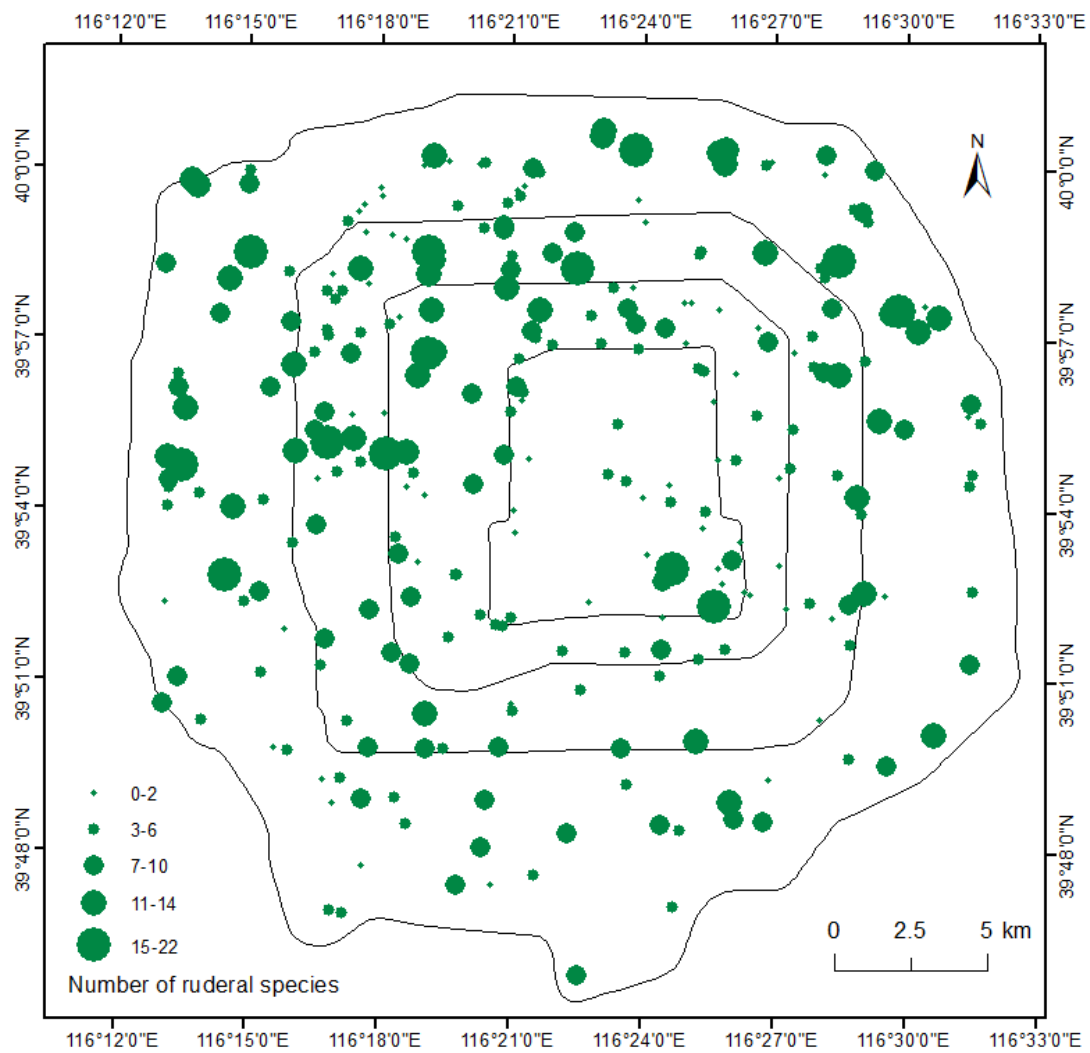 116°12'0"E 116°15'0"E 116°18'0"E 116°21'0"E 116°24'0"E 116°27'0"E 116°30'0"E 116°33'0"E
N
40°0'0"N 40°0'0"N
39°57'0"N 39°57'0"N
39°54'0"N 39°54'0"N
39°51'0"N 39°51'0"N
39°48'0"N 39°48'0"N
0-2
3-6
7-10
11-14
15-22
Number of ruderal species
0 2.5 5 km
116°12'0"E 116°15'0"E 116°18'0"E 116°21'0"E 116°24'0"E 116°27'0"E 116°30'0"E 116°33'0"E